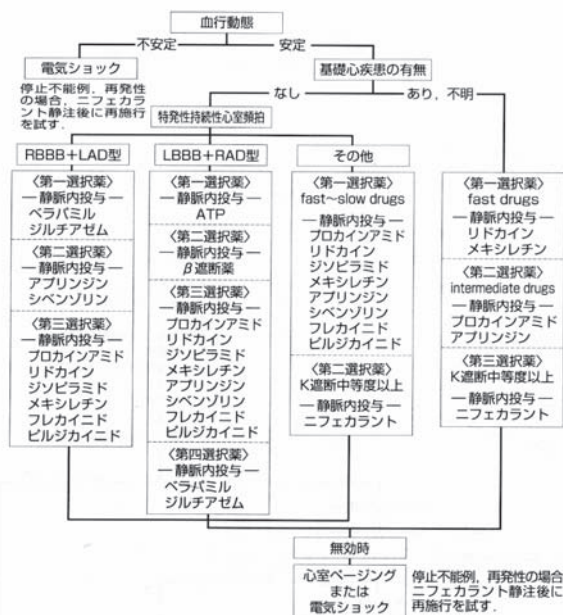 血行動態
不安定
安定
電気ショック
停止不能例，再発性
の場合，ニフェカラ
ント静注後に再施行
を試す．
基礎心疾患の有無
なし
あり，不明
特発性持続性心室頻拍
RBBB＋LAD型
〈第一選択薬〉
―静脈内投与―
ベラパミル
ジルチアゼム
〈第二選択薬〉
―静脈内投与―
アプリンジン
シベンゾリン
〈第三選択薬〉
―静脈内投与―
プロカインアミド
リドカイン
ジソピラミド
メキシレチン
フレカイニド
ピルジカイニド
LBBB＋RAD型
〈第一選択薬〉
―静脈内投与―
ATP
〈第二選択薬〉
―静脈内投与―
β遮断薬
〈第三選択薬〉
―静脈内投与―
プロカインアミド
リドカイン
ジソピラミド
メキシレチン
アプリンジン
シベンゾリン
フレカイニド
ピルジカイニド
〈第四選択薬〉
―静脈内投与―
ベラパミル
ジルチアゼム
その他
〈第一選択薬〉
fast～slow drugs
―静脈内投与―
プロカインアミド
リドカイン
ジソピラミド
メキシレチン
アプリンジン
シベンゾリン
フレカイニド
ピルジカイニド
〈第二選択薬〉
K遮断中等度以上
―静脈内投与―
ニフェカラント
〈第一選択薬〉
fast drugs
―静脈内投与―
リドカイン
メキシレチン
〈第二選択薬〉
intermediate drugs
―静脈内投与―
プロカインアミド
アプリンジン
〈第三選択薬〉
K遮断中等度以上
―静脈内投与―
ニフェカラント
無効時
心室ページング
または
電気ショック
停止不能例，再発性の場合
ニフェカラント静注後に
再施行を試す．